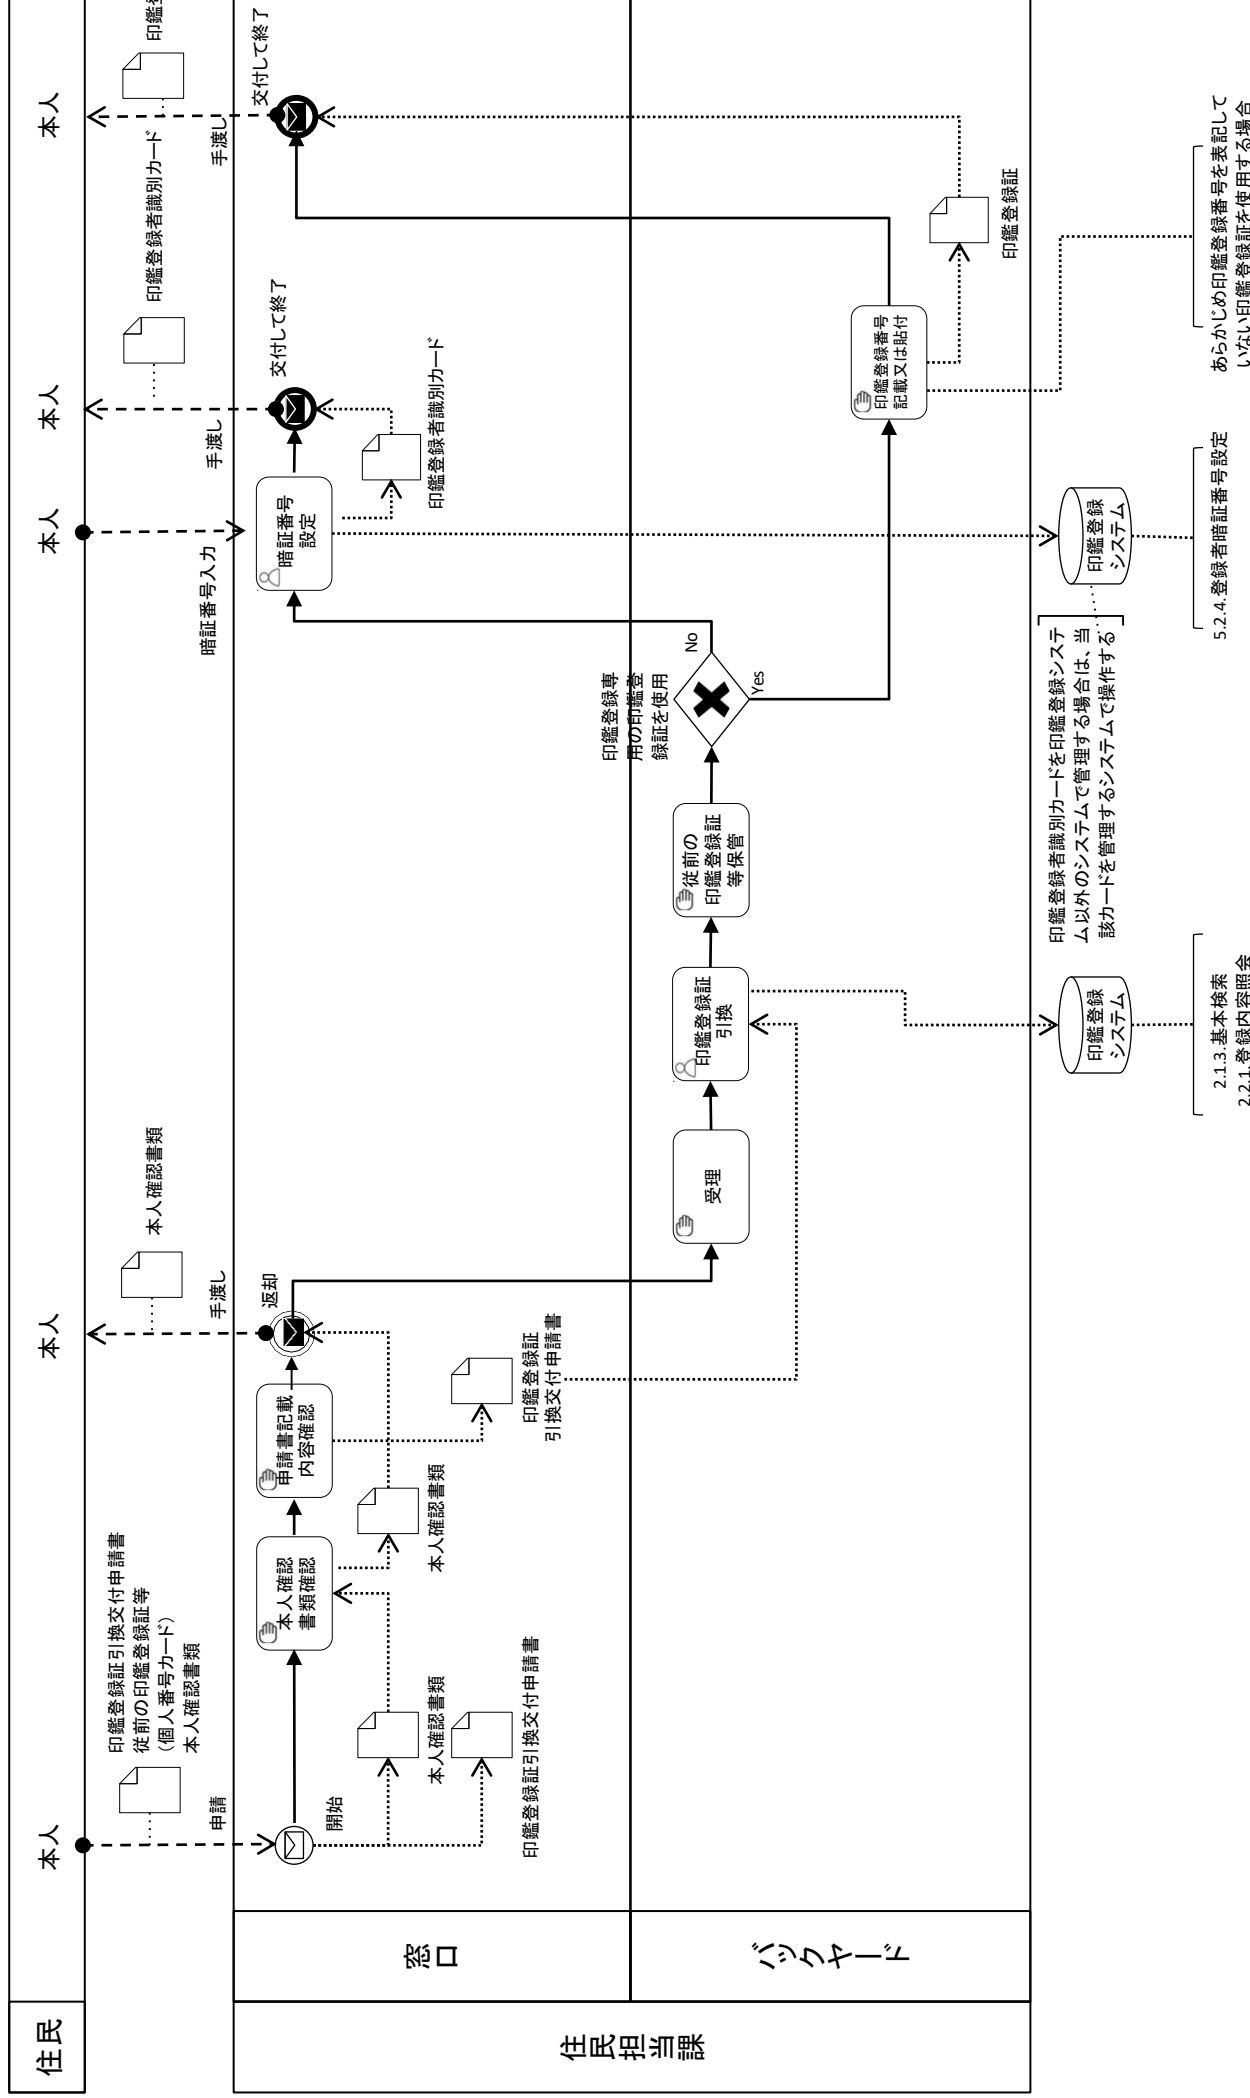 住民
住民担当課
窓口
バックヤード
本人
申請
印鑑登録証引換交付申請書
従前の印鑑登録証等
（個人番号カード）
本人確認書類
開始
本人確認書類
印鑑登録証引換交付申請書
本人確認
書類確認
本人確認書類
申請書記載
内容確認
印鑑登録証
引換交付申請書
本人
手渡し
本人確認書類
返却
受理
印鑑登録証
引換
印鑑登録
システム
2.1.3.基本検索
2.2.1.登録内容照会
従前の
印鑑登録証
等保管
印鑑登録専
用の印鑑登
録証を使用
No
Yes
本人
暗証番号入力
暗証番号
設定
印鑑登録者識別カード
印鑑登録
システム
5.2.4.登録者暗証番号設定
印鑑登録者識別カードを印鑑登録システ
ム以外のシステムで管理する場合は、当
該カードを管理するシステムで操作する
本人
手渡し
印鑑登録者識別カード
交付して終了
印鑑登録番号
記載又は貼付
印鑑登録証
あらかじめ印鑑登録番号を表記して
いない印鑑登録証を使用する場合
本人
手渡し
交付して終了
印鑑